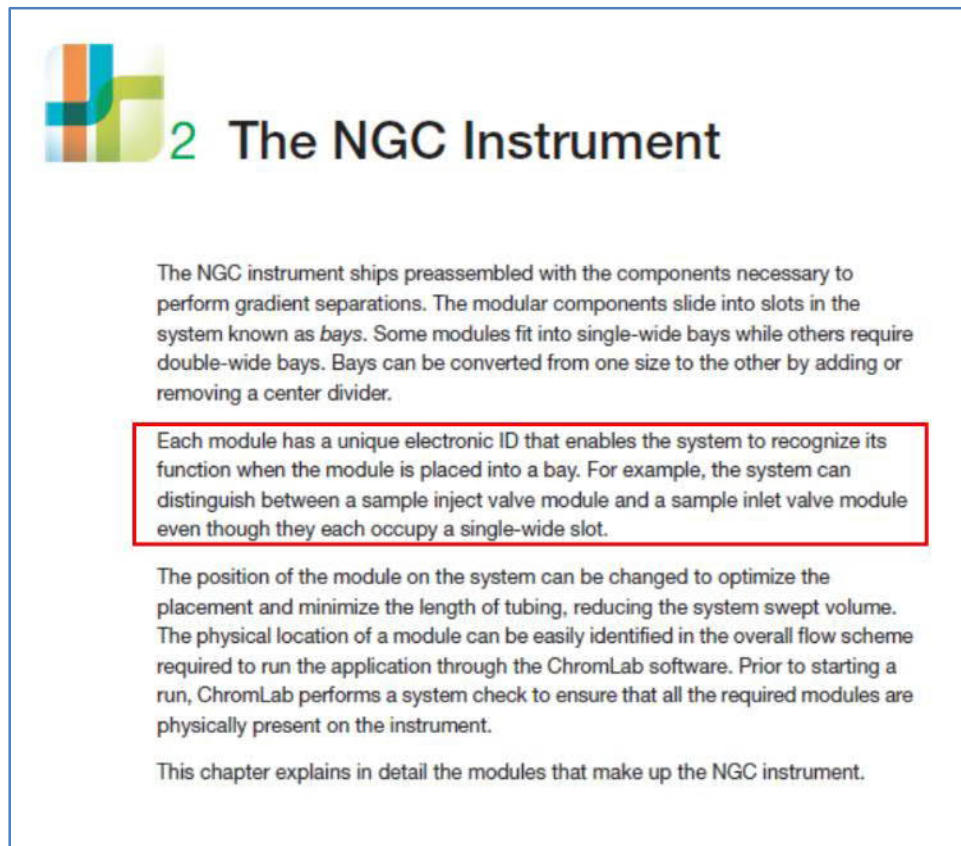 2 The NGC Instrument
The NGC instrument ships preassembled with the components necessary to
perform gradient separations. The modular components slide into slots in the
system known as bays. Some modules fit into single-wide bays while others require
double-wide bays. Bays can be converted from one size to the other by adding or
removing a center divider.
Each module has a unique electronic ID that enables the system to recognize its
function when the module is placed into a bay. For example, the system can
distinguish between a sample inject valve module and a sample inlet valve module
even though they each occupy a single-wide slot.
The position of the module on the system can be changed to optimize the
placement and minimize the length of tubing, reducing the system swept volume.
The physical location of a module can be easily identified in the overall flow scheme
required to run the application through the ChromLab software. Prior to starting a
run, ChromLab performs a system check to ensure that all the required modules are
physically present on the instrument.
This chapter explains in detail the modules that make up the NGC instrument.